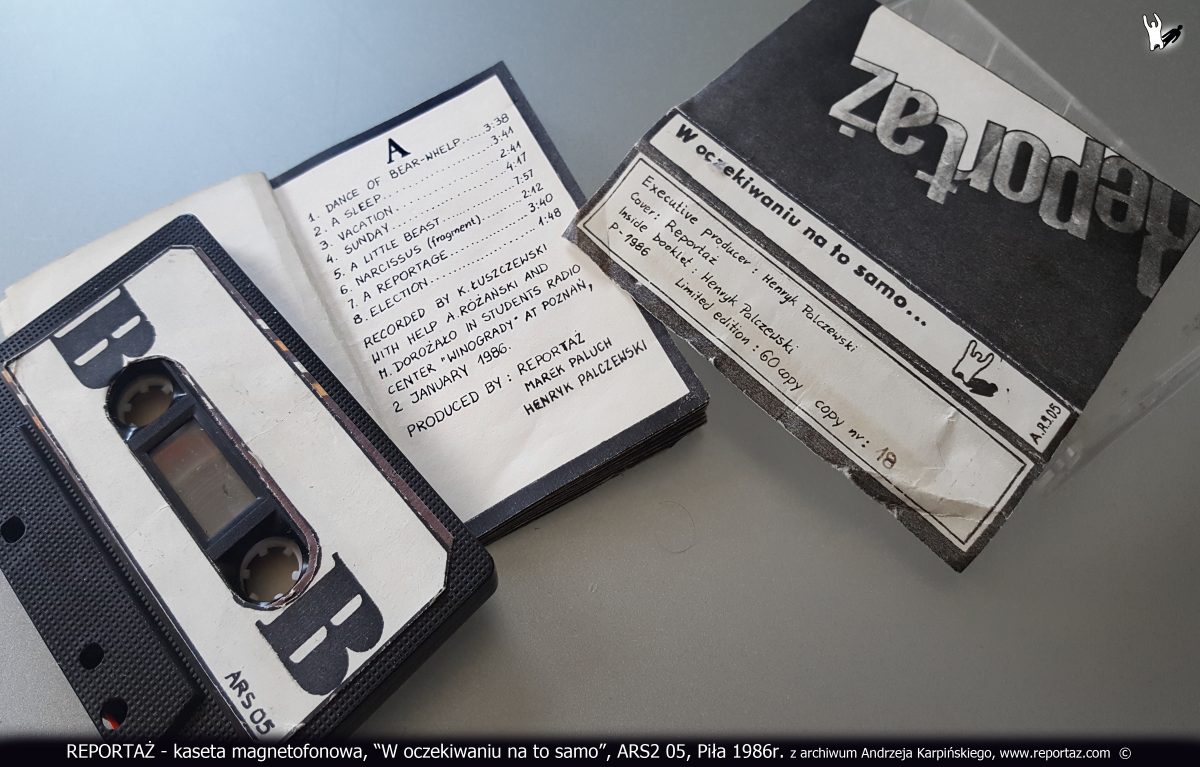 A
1. DANCE OF BEAR-WHELP.....3:38
2. A SLEEP..................3:41
3. VACATION................2:41
4. SUNDAY..................4:17
5. A LITTLE BEAST..........7:57
6. NARCISSUS (fragment)....2:12
7. A REPORTAGE.............3:40
8. ELECTION................1:48
RECORDED BY K. ŁUSZCZEWSKI
WITH HELP A. RÓŻAŃSKI AND
M. DOROŻAŁO IN STUDENTS RADIO
CENTER "WINOGRADY" AT POZNAŃ,
2 JANUARY 1986.
PRODUCED BY: REPORTAŻ
MAREK PALUCH
HENRYK PALCZEWSKI
B
B
ARS 05
Reportaż
W oczekiwaniu na to samo...
A.R.S. 05
Executive producer : Henryk Palczewski
Cover: Reportaż
Inside booklet : Henryk Palczewski
P-1986
Limited edition : 60 copy copy nr: 18
REPORTAŻ - kaseta magnetofonowa, “W oczekiwaniu na to samo”, ARS2 05, Piła 1986r. z archiwum Andrzeja Karpińskiego, www.reportaz.com ©